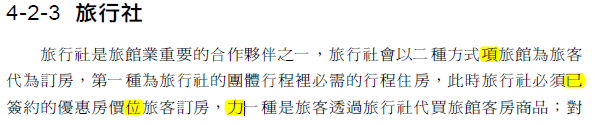 4-2-3 旅行社
旅行社是旅館業重要的合作夥伴之一，旅行社會以二種方式項旅館為旅客
代為訂房，第一種為旅行社的團體行程裡必需的行程住房，此時旅行社必須已
簽約的優惠房價位旅客訂房，力一種是旅客透過旅行社代買旅館客房商品；對